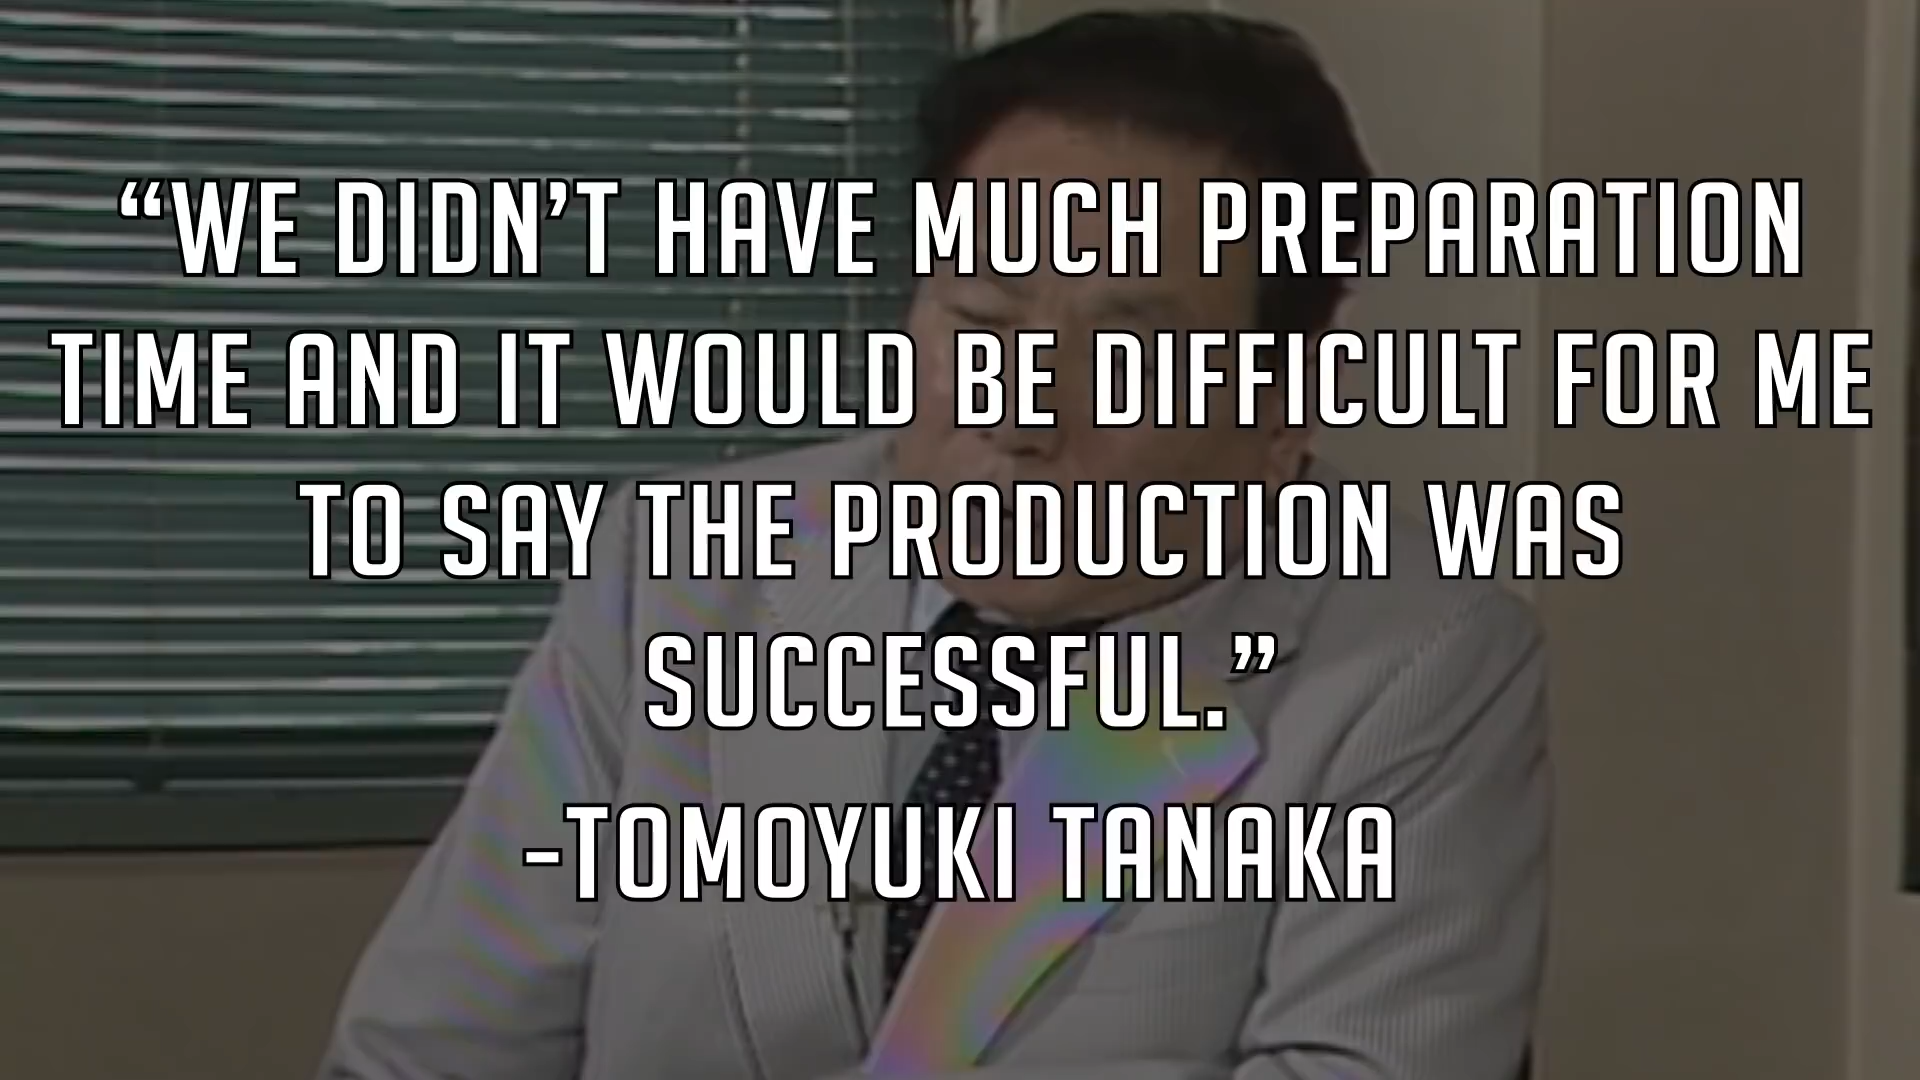 “WE DIDN’T HAVE MUCH PREPARATION
TIME AND IT WOULD BE DIFFICULT FOR ME
TO SAY THE PRODUCTION WAS
SUCCESSFUL.”
-TOMOYUKI TANAKA